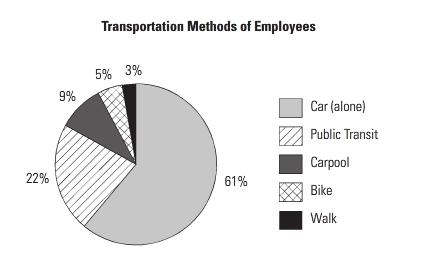 Transportation Methods of Employees
5%
3%
9%
22%
61%
Car (alone)
Public Transit
Carpool
Bike
Walk